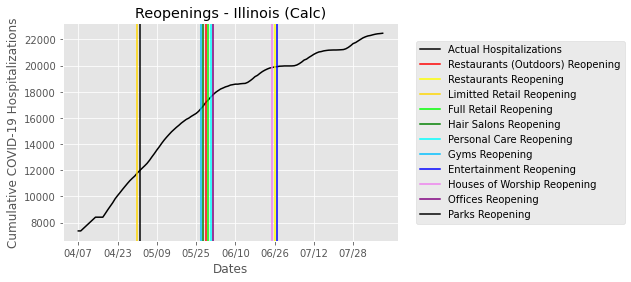 Reopenings - Illinois (Calc)
Cumulative COVID-19 Hospitalizations
22000
20000
18000
16000
14000
12000
10000
8000
04/07 04/23 05/09 05/25 06/10 06/26 07/12 07/28
Dates
Actual Hospitalizations
Restaurants (Outdoors) Reopening
Restaurants Reopening
Limitted Retail Reopening
Full Retail Reopening
Hair Salons Reopening
Personal Care Reopening
Gyms Reopening
Entertainment Reopening
Houses of Worship Reopening
Offices Reopening
Parks Reopening